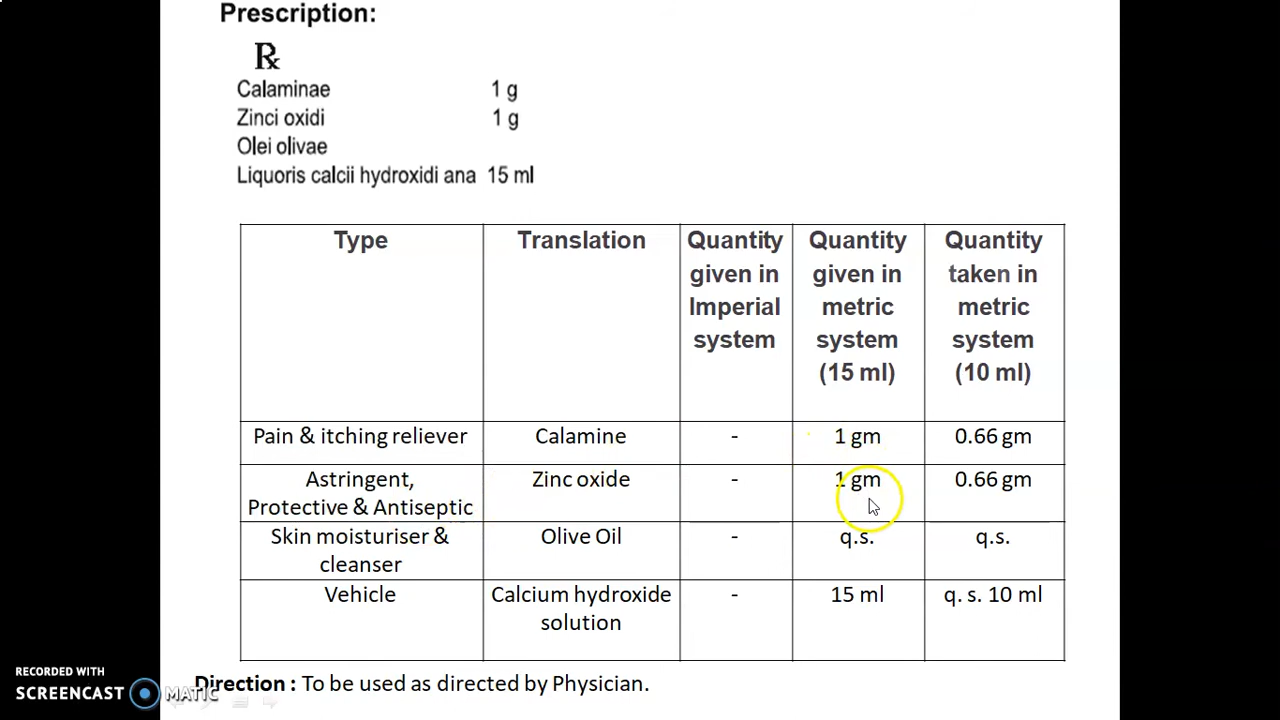 Prescription:
℞
Calaminae 1 g
Zinci oxidi 1 g
Olei olivae
Liquoris calcii hydroxidi ana 15 ml
Type Translation Quantity given in Imperial system Quantity given in metric system (15 ml) Quantity taken in metric system (10 ml)
Pain & itching reliever Calamine - 1 gm 0.66 gm
Astringent, Protective & Antiseptic Zinc oxide - 1 gm 0.66 gm
Skin moisturiser & cleanser Olive Oil - q.s. q.s.
Vehicle Calcium hydroxide solution - 15 ml q. s. 10 ml
Direction : To be used as directed by Physician.
RECORDED WITH
SCREENCAST MATIC